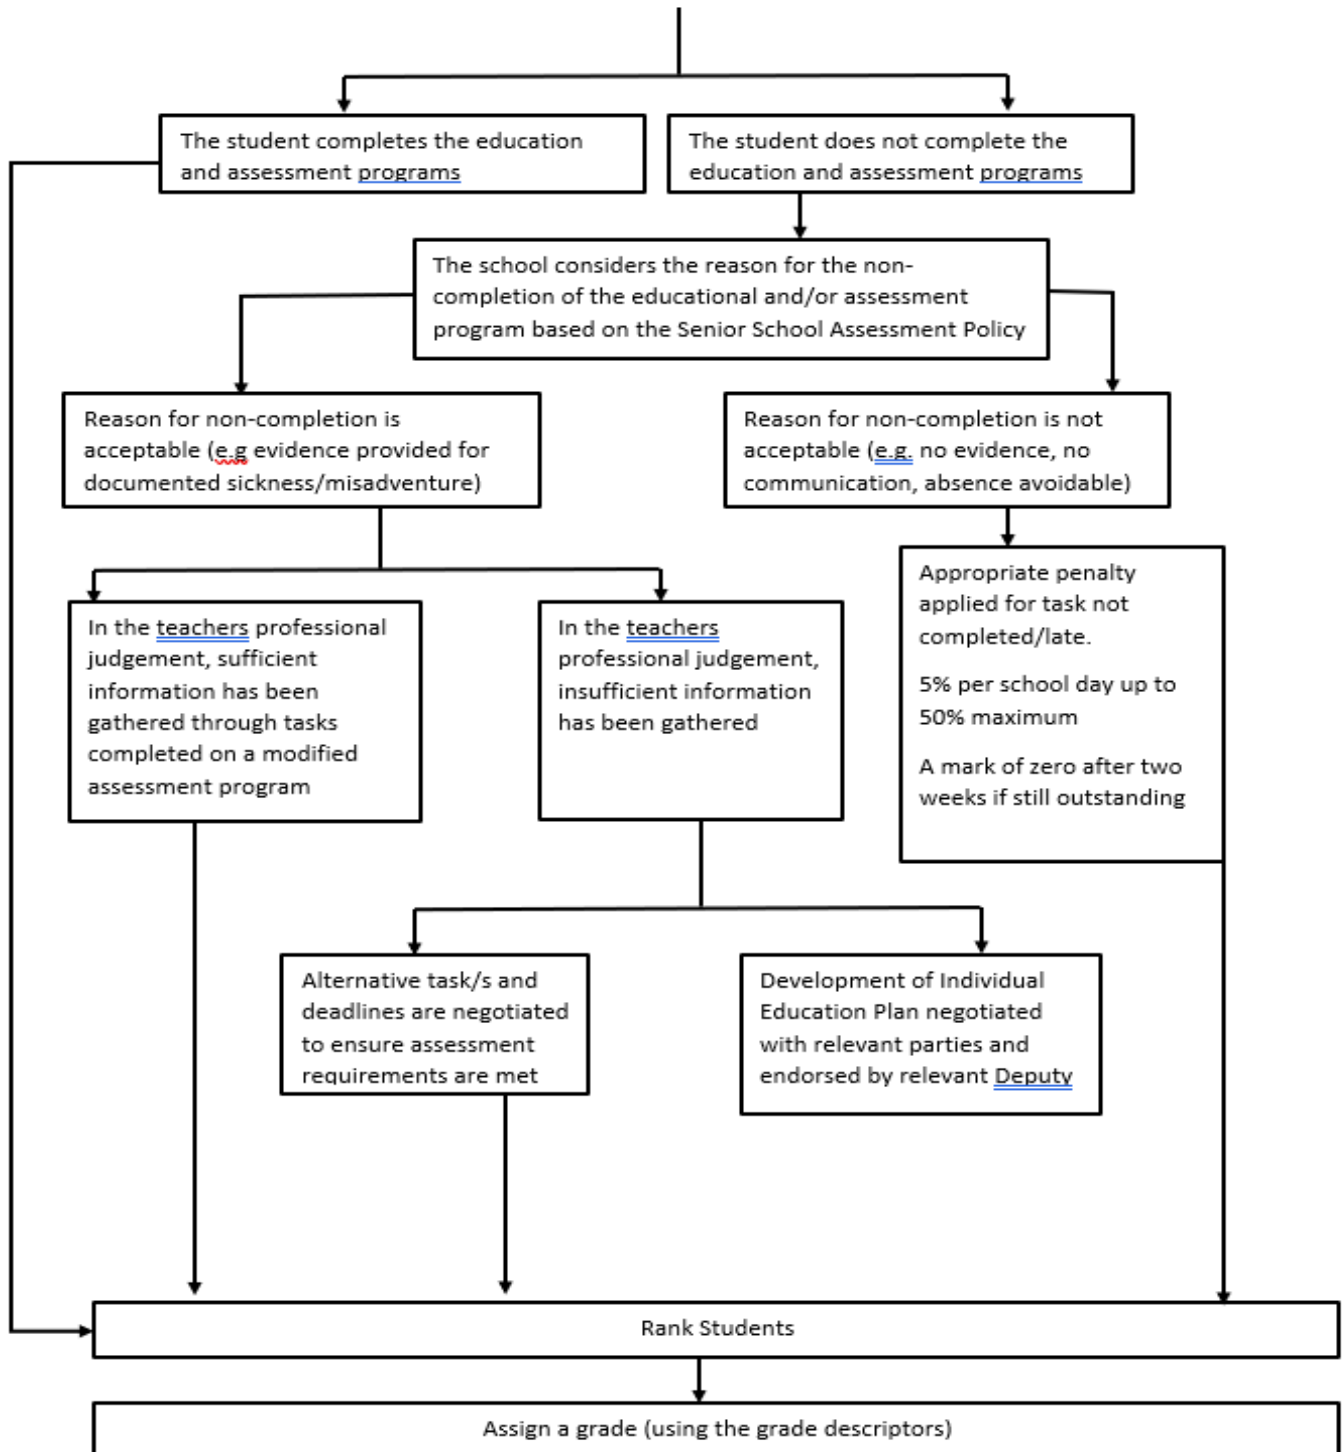 The student completes the education
and assessment programs
The student does not complete the
education and assessment programs
The school considers the reason for the non-
completion of the educational and/or assessment
program based on the Senior School Assessment Policy
Reason for non-completion is
acceptable (e.g evidence provided for
documented sickness/misadventure)
Reason for non-completion is not
acceptable (e.g. no evidence, no
communication, absence avoidable)
In the teachers professional
judgement, sufficient
information has been
gathered through tasks
completed on a modified
assessment program
In the teachers
professional judgement,
insufficient information
has been gathered
Appropriate penalty
applied for task not
completed/late.
5% per school day up to
50% maximum
A mark of zero after two
weeks if still outstanding
Alternative task/s and
deadlines are negotiated
to ensure assessment
requirements are met
Development of Individual
Education Plan negotiated
with relevant parties and
endorsed by relevant Deputy
Rank Students
Assign a grade (using the grade descriptors)